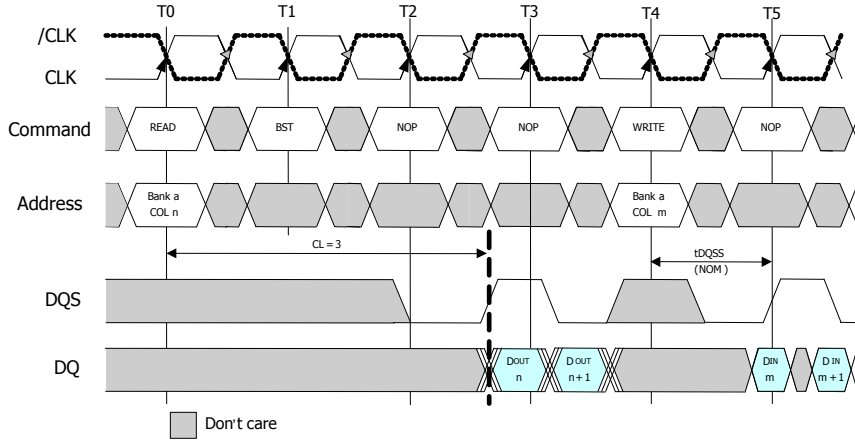 T0 T1 T2 T3 T4 T5
/CLK
CLK
Command READ BST NOP NOP WRITE NOP
Address Bank a COL n Bank a COL m
CL = 3
tDQSS (NOM)
DQS
DQ DOUT n DOUT n+1 DIN m DIN m+1
Don't care